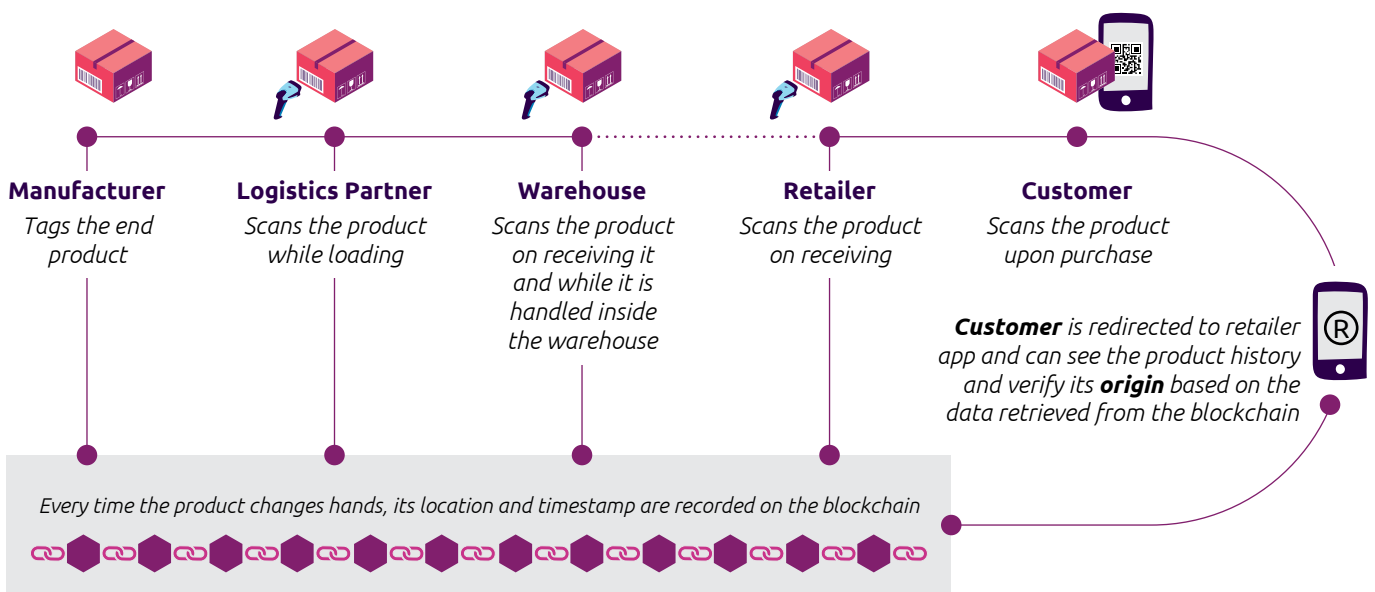 Manufacturer
Tags the end
product
Logistics Partner
Scans the product
while loading
Warehouse
Scans the product
on receiving it
and while it is
handled inside
the warehouse
Retailer
Scans the product
on receiving
Customer
Scans the product
upon purchase
Customer is redirected to retailer
app and can see the product history
and verify its origin based on the
data retrieved from the blockchain
®
Every time the product changes hands, its location and timestamp are recorded on the blockchain